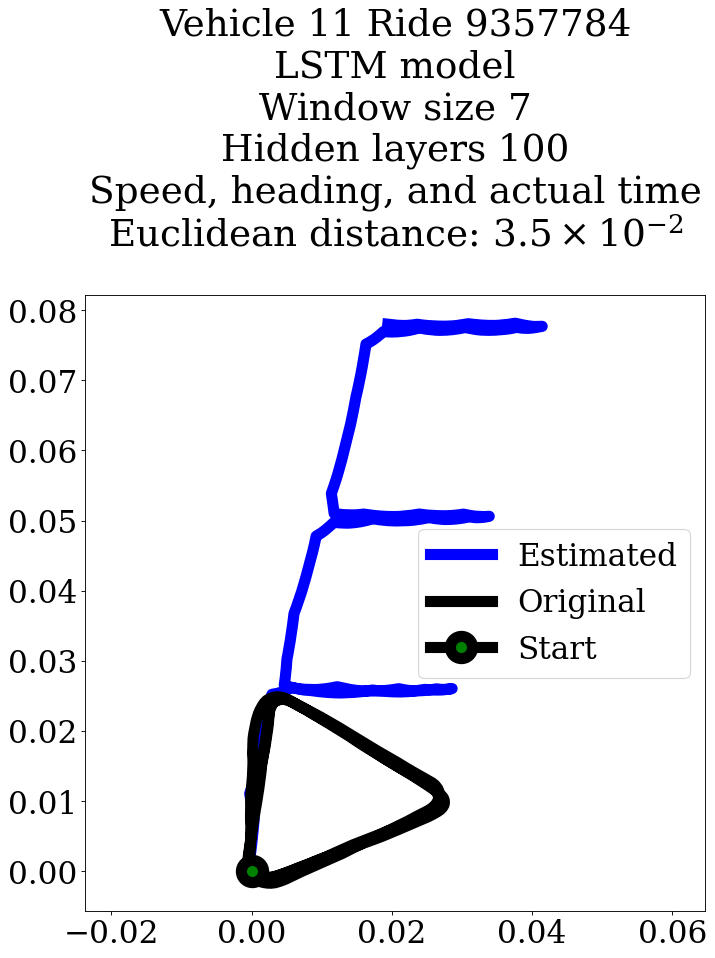 Vehicle 11 Ride 9357784
LSTM model
Window size 7
Hidden layers 100
Speed, heading, and actual time
Euclidean distance: 3.5 × 10⁻²
0.08
0.07
0.06
0.05
0.04
0.03
0.02
0.01
0.00
Estimated
Original
Start
−0.02 0.00 0.02 0.04 0.06